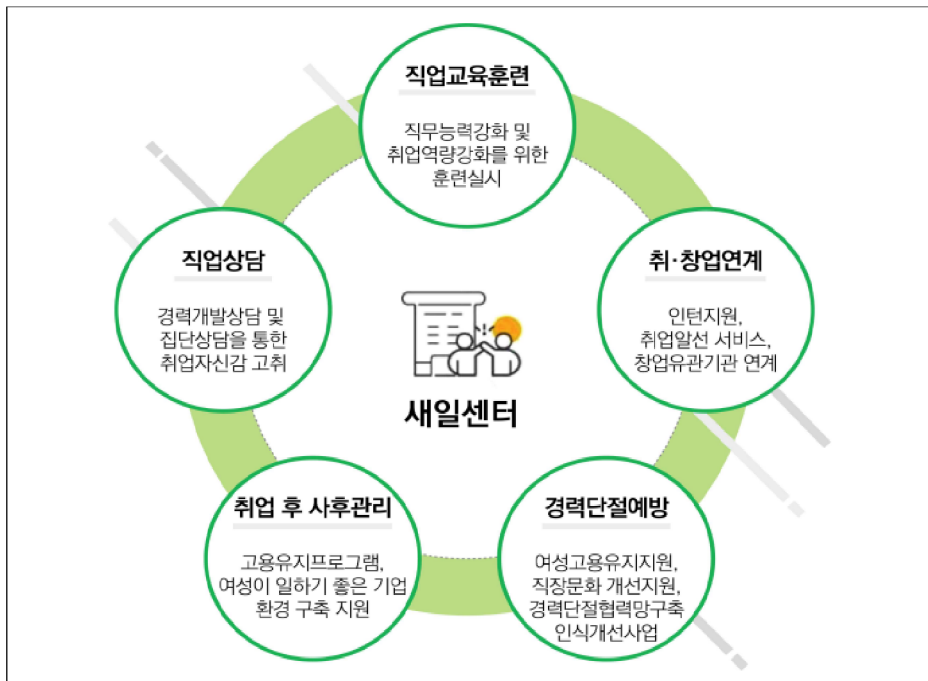 직업교육훈련
직무능력강화 및
취업역량강화를 위한
훈련실시
직업상담
경력개발상담 및
집단상담을 통한
취업자신감 고취
취·창업연계
인턴지원,
취업알선 서비스,
창업유관기관 연계
새일센터
취업 후 사후관리
고용유지프로그램,
여성이 일하기 좋은 기업
환경 구축 지원
경력단절예방
여성고용유지지원,
직장문화 개선지원,
경력단절협력망구축
인식개선사업